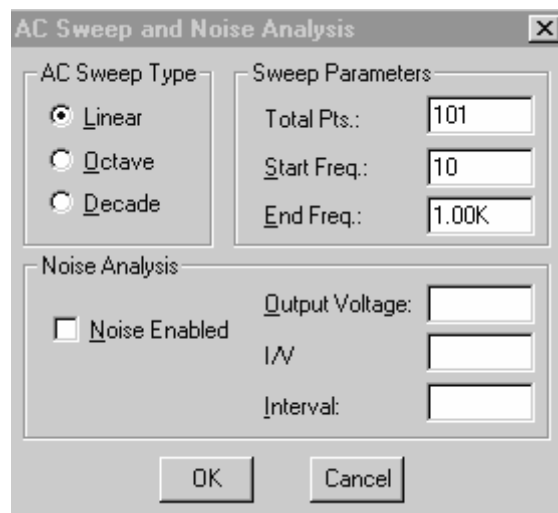 AC Sweep and Noise Analysis
AC Sweep Type
Linear
Octave
Decade
Sweep Parameters
Total Pts.: 101
Start Freq.: 10
End Freq.: 1.00K
Noise Analysis
Noise Enabled
Output Voltage:
I/V
Interval:
OK Cancel